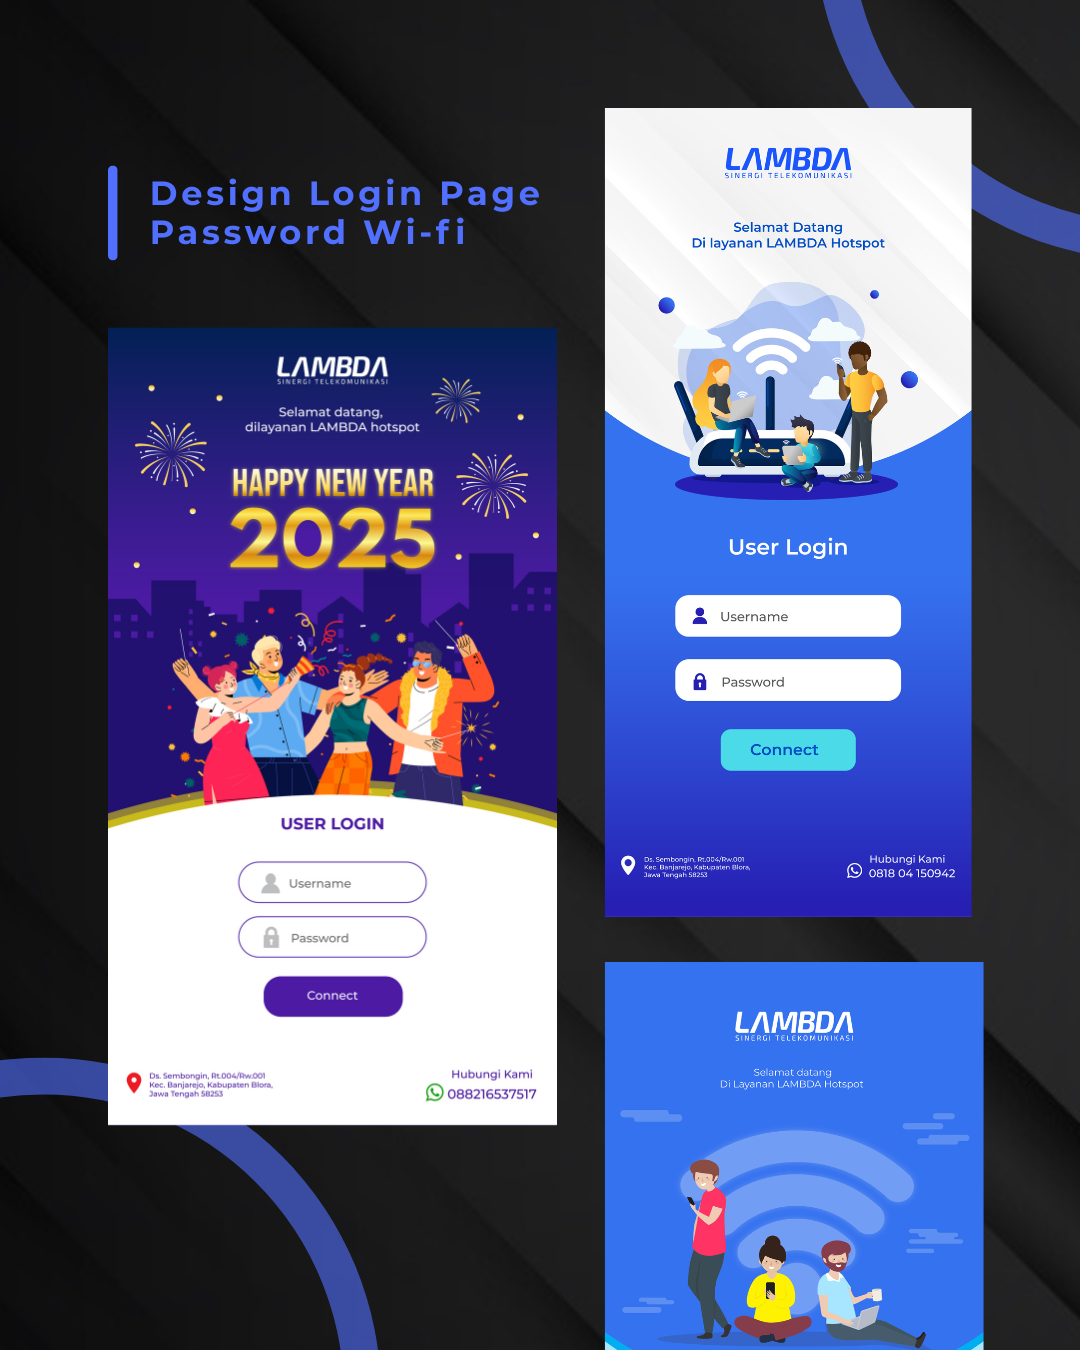 Design Login Page
Password Wi-fi
LAMBDA
SINERGI TELEKOMUNIKASI
Selamat datang,
dilayanan LAMBDA hotspot
HAPPY NEW YEAR
2025
USER LOGIN
Username
Password
Connect
Ds. Sembongin, Rt.004/Rw.001
Kec. Banjarejo, Kabupaten Blora,
Jawa Tengah 58253
Hubungi Kami
088216537517
LAMBDA
SINERGI TELEKOMUNIKASI
Selamat Datang
Di layanan LAMBDA Hotspot
User Login
Username
Password
Connect
Ds. Sembongin, Rt.004/Rw.001
Kec. Banjarejo, Kabupaten Blora,
Jawa Tengah 58253
Hubungi Kami
0818 04 150942
LAMBDA
SINERGI TELEKOMUNIKASI
Selamat datang
Di Layanan LAMBDA Hotspot